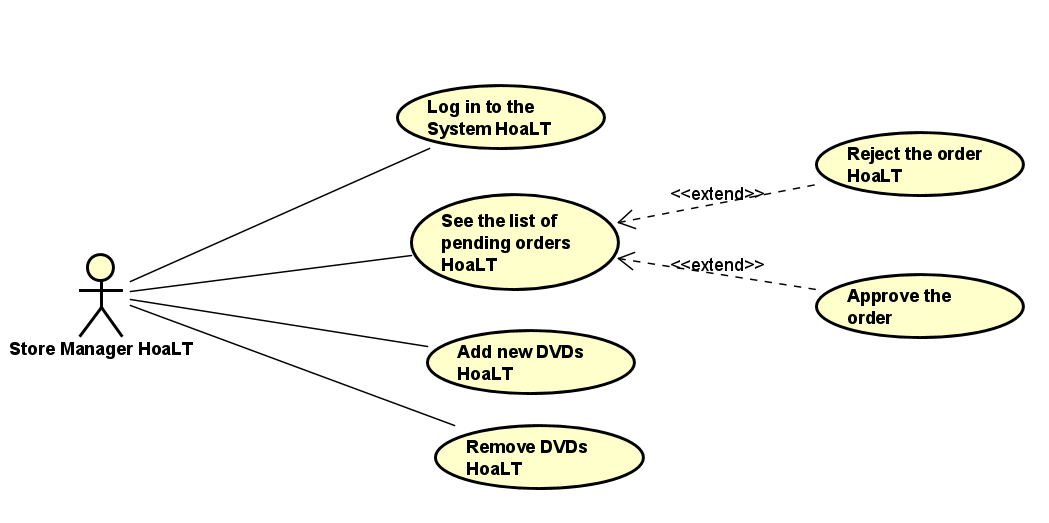 Log in to the
System HoaLT
Reject the order
HoaLT
<<extend>>
See the list of
pending orders
HoaLT
<<extend>>
Approve the
order
Store Manager HoaLT
Add new DVDs
HoaLT
Remove DVDs
HoaLT